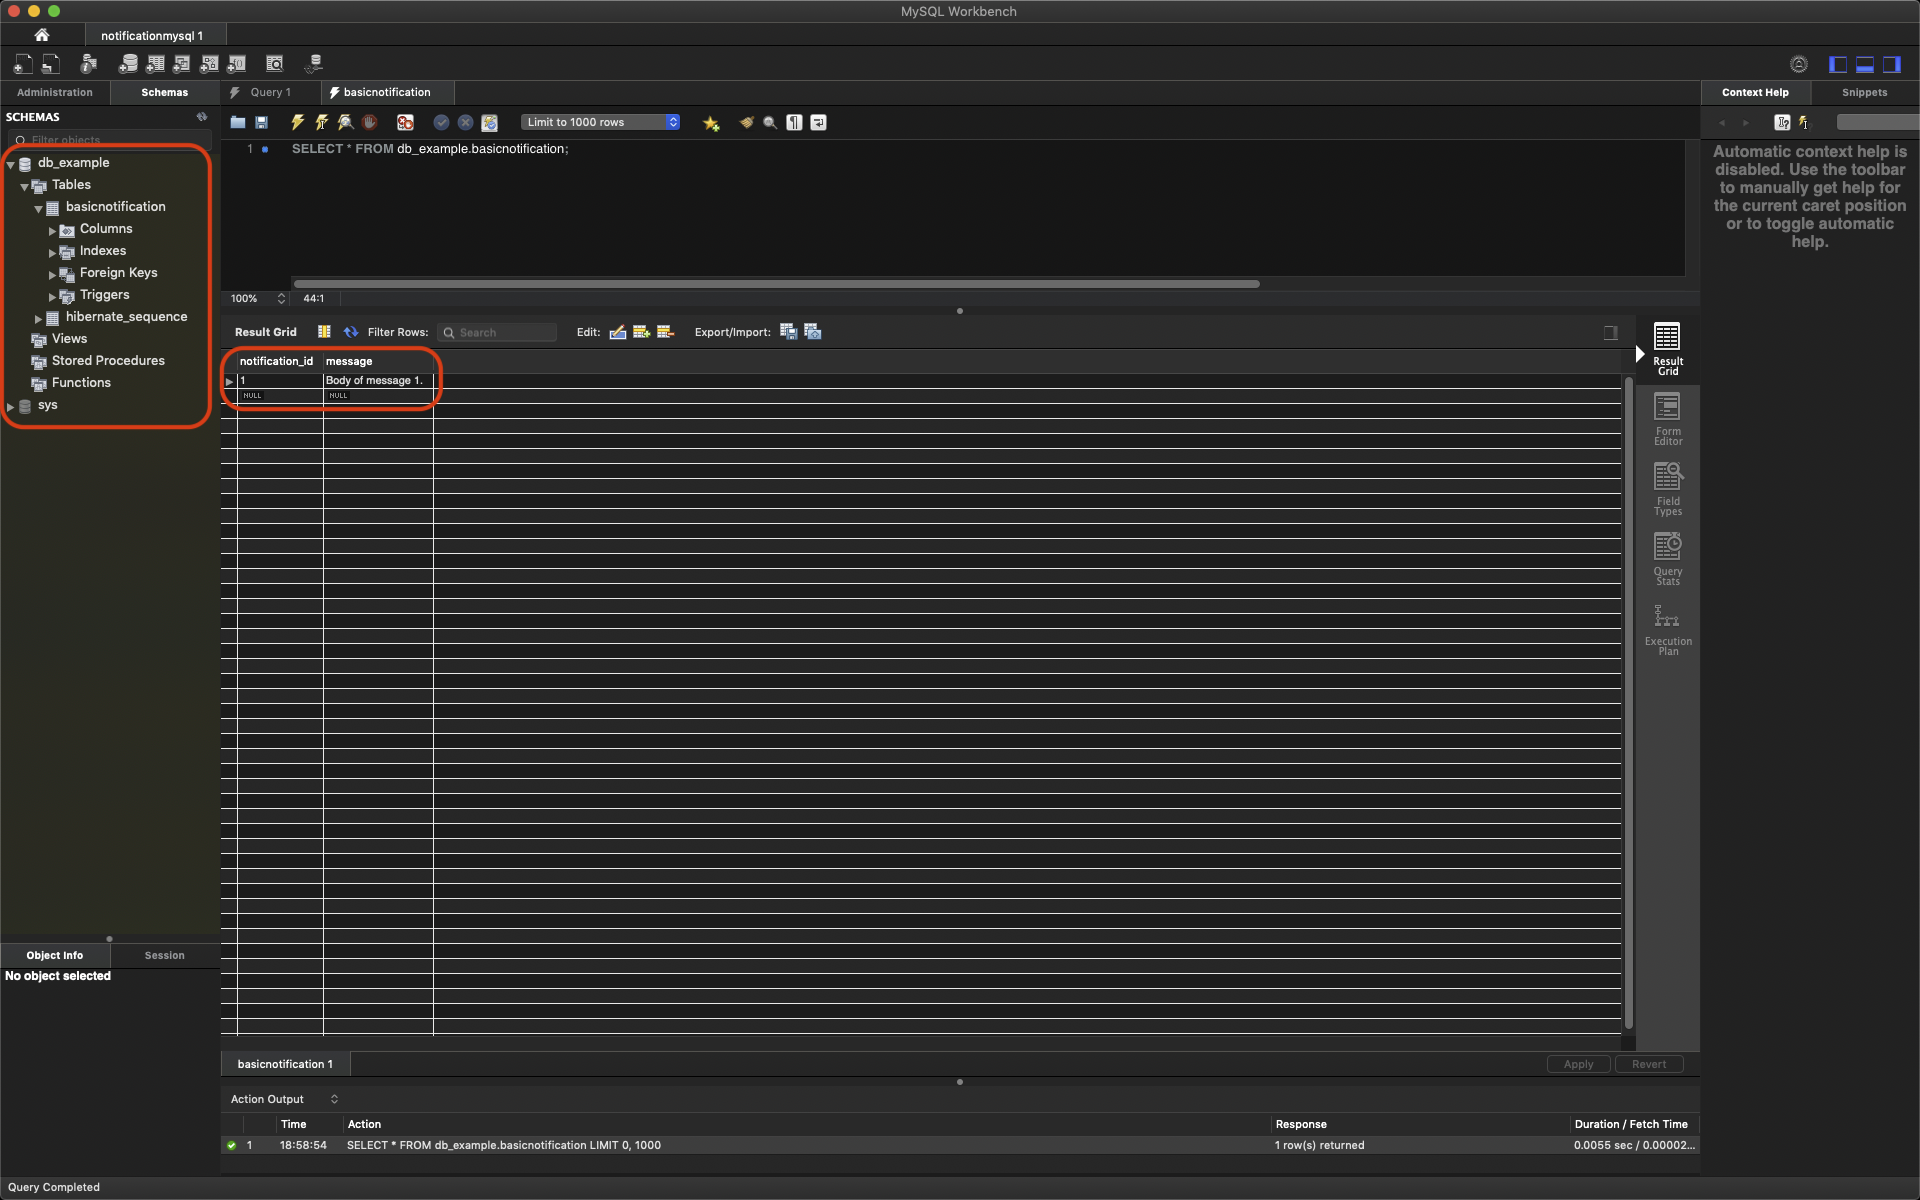 MySQL Workbench
notificationmysql 1
Administration
Schemas
Query 1
basicnotification
Context Help
Snippets
SCHEMAS
Filter objects
Limit to 1000 rows
1
SELECT * FROM db_example.basicnotification;
db_example
Tables
basicnotification
Columns
Indexes
Foreign Keys
Triggers
hibernate_sequence
Views
Stored Procedures
Functions
sys
Automatic context help is
disabled. Use the toolbar
to manually get help for
the current caret position
or to toggle automatic
help.
100%
44:1
Result Grid
Filter Rows:
Search
Edit:
Export/Import:
notification_id
message
1
Body of message 1.
NULL
NULL
Result
Grid
Form
Editor
Field
Types
Query
Stats
Execution
Plan
Object Info
Session
No object selected
basicnotification 1
Apply
Revert
Action Output
Time
Action
Response
Duration / Fetch Time
1
18:58:54
SELECT * FROM db_example.basicnotification LIMIT 0, 1000
1 row(s) returned
0.0055 sec / 0.00002...
Query Completed